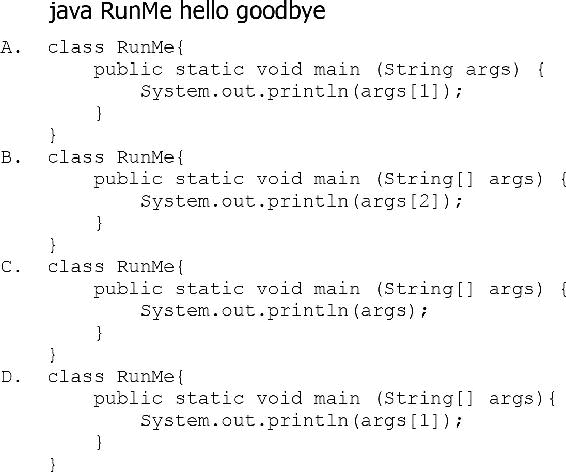 java RunMe hello goodbye
A. class RunMe{
public static void main (String args) {
System.out.println(args[1]);
}
}
B. class RunMe{
public static void main (String[] args) {
System.out.println(args[2]);
}
}
C. class RunMe{
public static void main (String[] args) {
System.out.println(args);
}
}
D. class RunMe{
public static void main (String[] args){
System.out.println(args[1]);
}
}